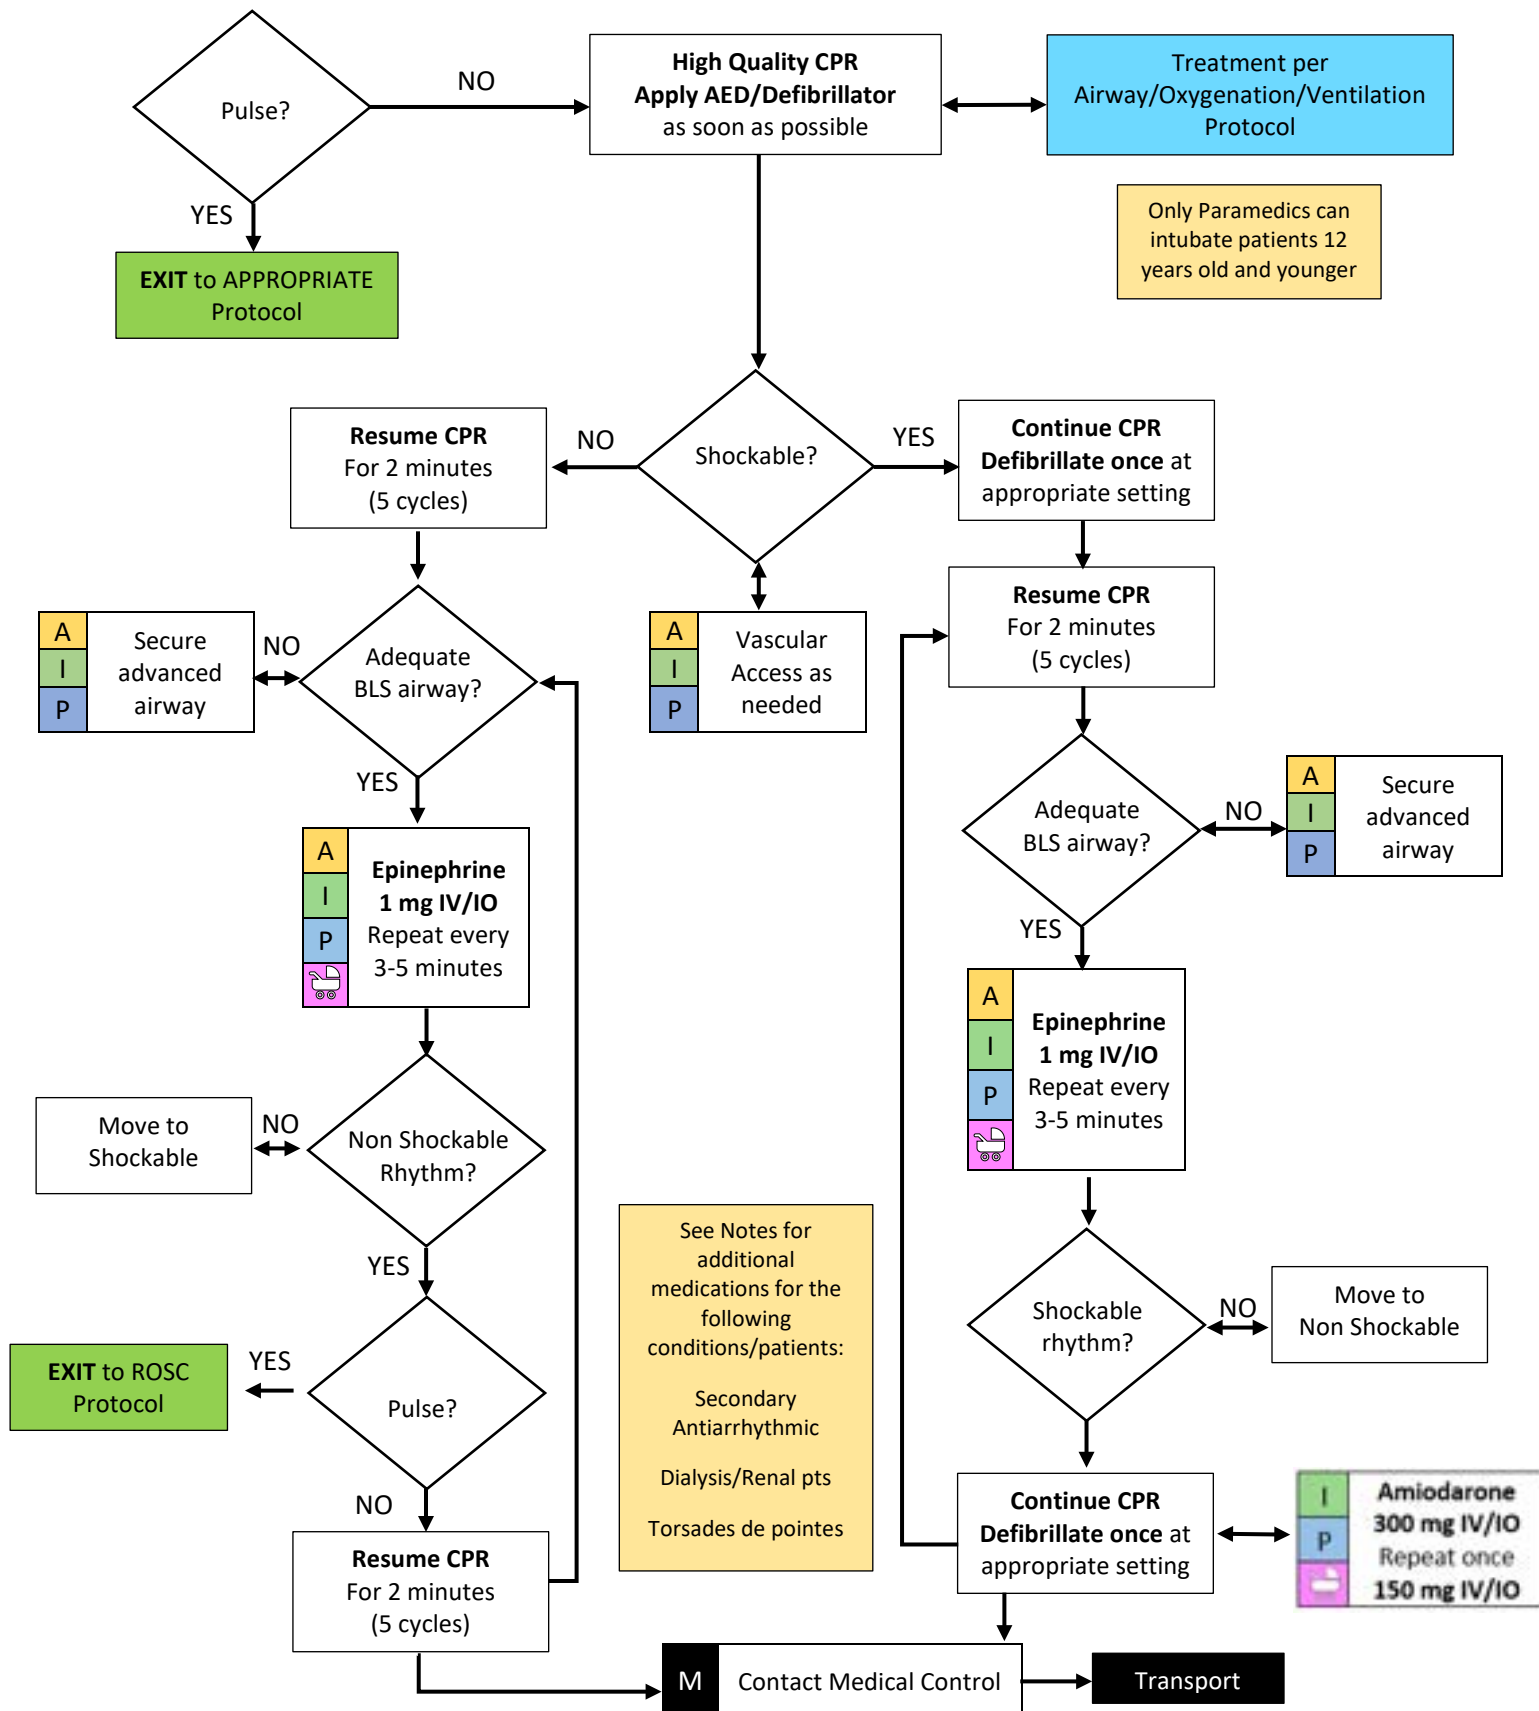 Pulse?
NO
High Quality CPR
Apply AED/Defibrillator
as soon as possible
Treatment per
Airway/Oxygenation/Ventilation
Protocol
YES
EXIT to APPROPRIATE
Protocol
Only Paramedics can
intubate patients 12
years old and younger
Shockable?
NO
YES
Resume CPR
For 2 minutes
(5 cycles)
Continue CPR
Defibrillate once at
appropriate setting
A
I
P
Vascular
Access as
needed
Adequate
BLS airway?
NO
A
I
P
Secure
advanced
airway
YES
A
I
P
Epinephrine
1 mg IV/IO
Repeat every
3-5 minutes
Non Shockable
Rhythm?
NO
Move to
Shockable
YES
Pulse?
YES
EXIT to ROSC
Protocol
NO
Resume CPR
For 2 minutes
(5 cycles)
See Notes for
additional
medications for the
following
conditions/patients:
Secondary
Antiarrhythmic
Dialysis/Renal pts
Torsades de pointes
Resume CPR
For 2 minutes
(5 cycles)
Adequate
BLS airway?
NO
A
I
P
Secure
advanced
airway
YES
A
I
P
Epinephrine
1 mg IV/IO
Repeat every
3-5 minutes
Shockable
rhythm?
NO
Move to
Non Shockable
Continue CPR
Defibrillate once at
appropriate setting
I
P
Amiodarone
300 mg IV/IO
Repeat once
150 mg IV/IO
M
Contact Medical Control
Transport